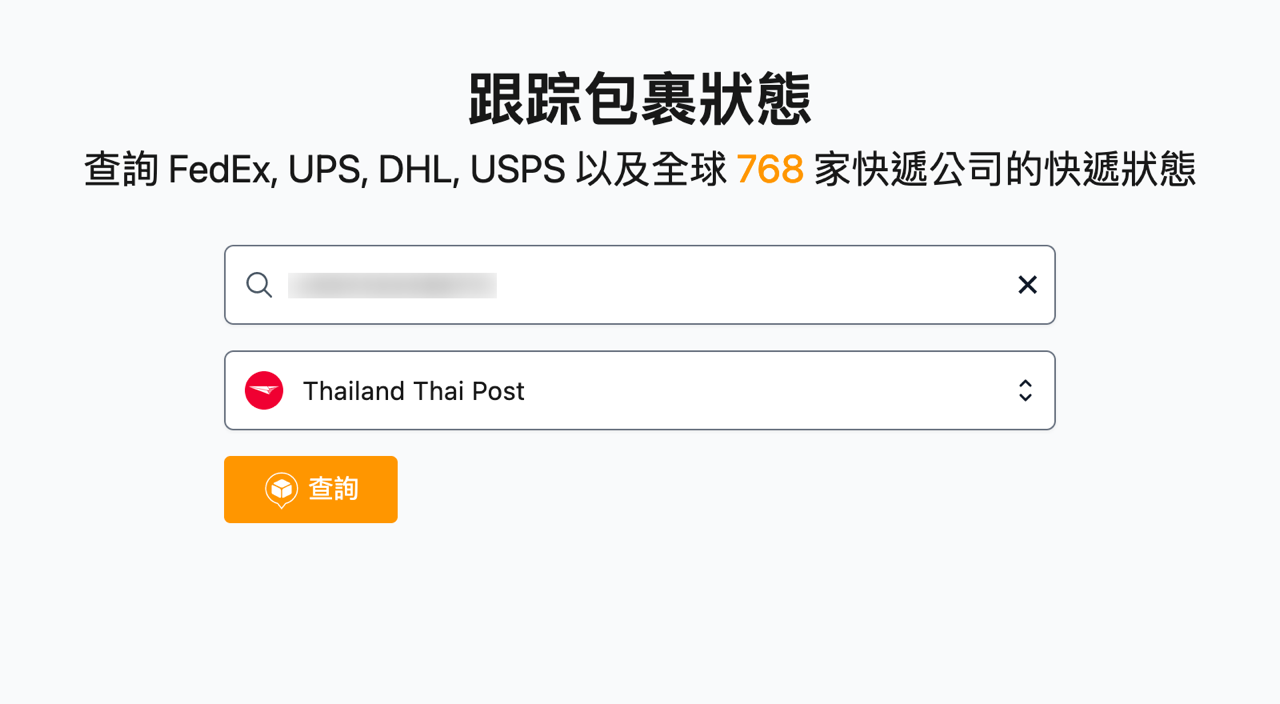 跟踪包裹狀態
查詢 FedEx, UPS, DHL, USPS 以及全球 768 家快遞公司的快遞狀態
Thailand Thai Post
查詢